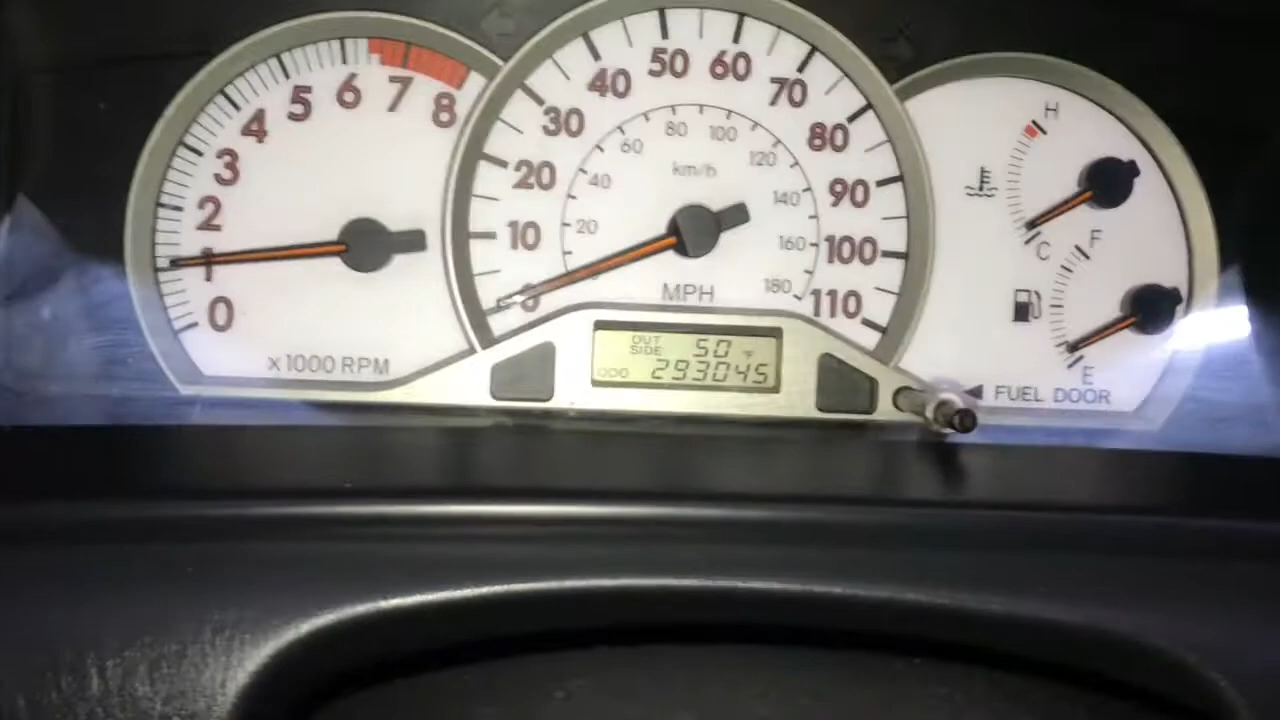 0 1 2 3 4 5 6 7 8
x1000 RPM
0 10 20 30 40 50 60 70 80 90 100 110
20 40 60 80 100 120 140 160 180
km/h
MPH
OUT SIDE 50 °F
ODO 293045
H
C
F
E
◀ FUEL DOOR